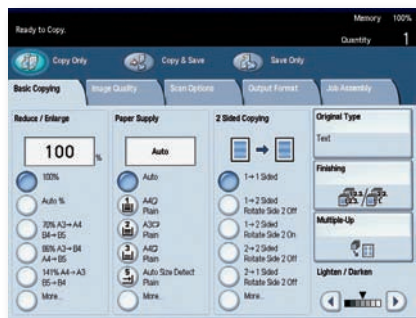 Ready to Copy.
Memory 100%
Quantity 1
Copy Only
Copy & Save
Save Only
Basic Copying
Image Quality
Scan Options
Output Format
Job Assembly
Reduce / Enlarge
100 %
100%
Auto %
70% A3→A4
B4→B5
86% A3→B4
A4→B5
141% A4→A3
B5→B4
More...
Paper Supply
Auto
Auto
1 A4
Plain
2 A3
Plain
3 A4
Plain
5 Auto Size Detect
Plain
More...
2 Sided Copying
1→1 Sided
1→2 Sided
Rotate Side 2 Off
1→2 Sided
Rotate Side 2 On
2→2 Sided
Rotate Side 2 Off
2→1 Sided
Rotate Side 2 Off
More...
Original Type
Text
Finishing
Multiple-Up
Lighten / Darken